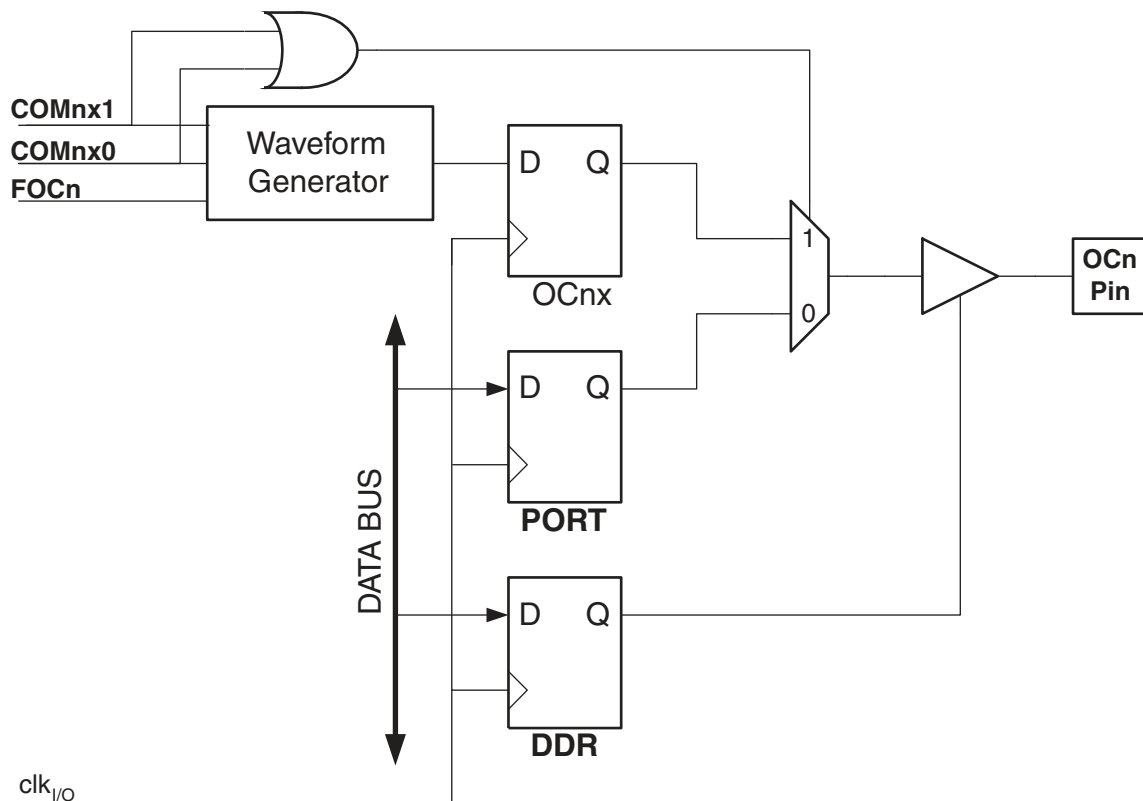 COMnx1
COMnx0
FOCn
Waveform
Generator
D Q
OCnx
1
0
OCn
Pin
D Q
PORT
DATA BUS
D Q
DDR
clkI/O